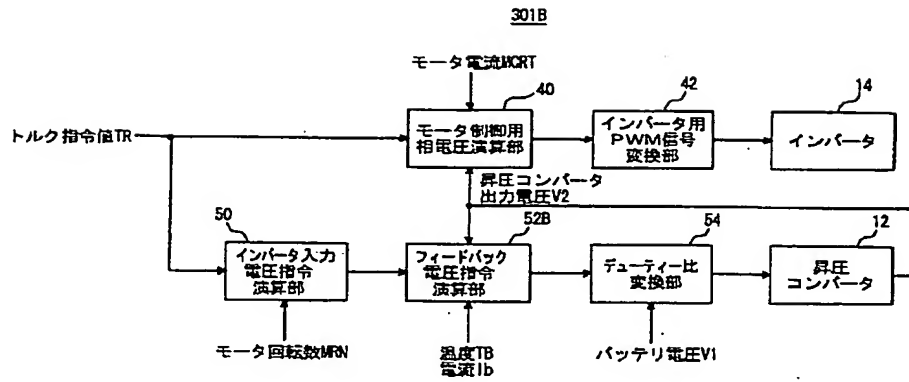 301B
モータ電流MCRT
40
42
14
トルク指令値TR
モータ制御用
相電圧演算部
インバータ用
PWM信号
変換部
インバータ
昇圧コンバータ
出力電圧V2
50
52B
54
12
インバータ入力
電圧指令
演算部
フィードバック
電圧指令
演算部
デューティー比
変換部
昇圧
コンバータ
モータ回転数MRN
温度TB
電流Ib
バッテリ電圧V1